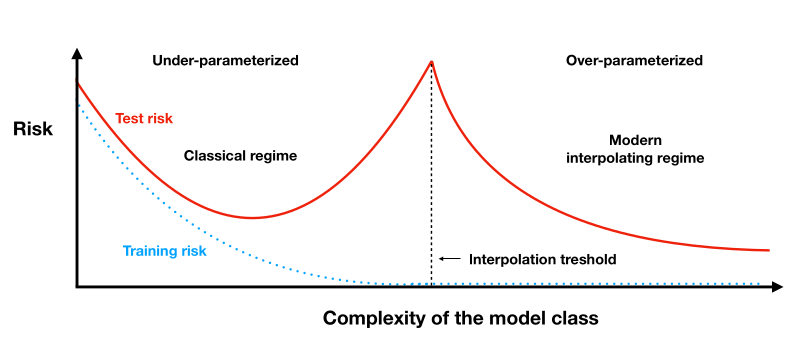 Under-parameterized
Over-parameterized
Test risk
Risk
Modern
interpolating regime
Classical regime
Training risk
Interpolation treshold
Complexity of the model class